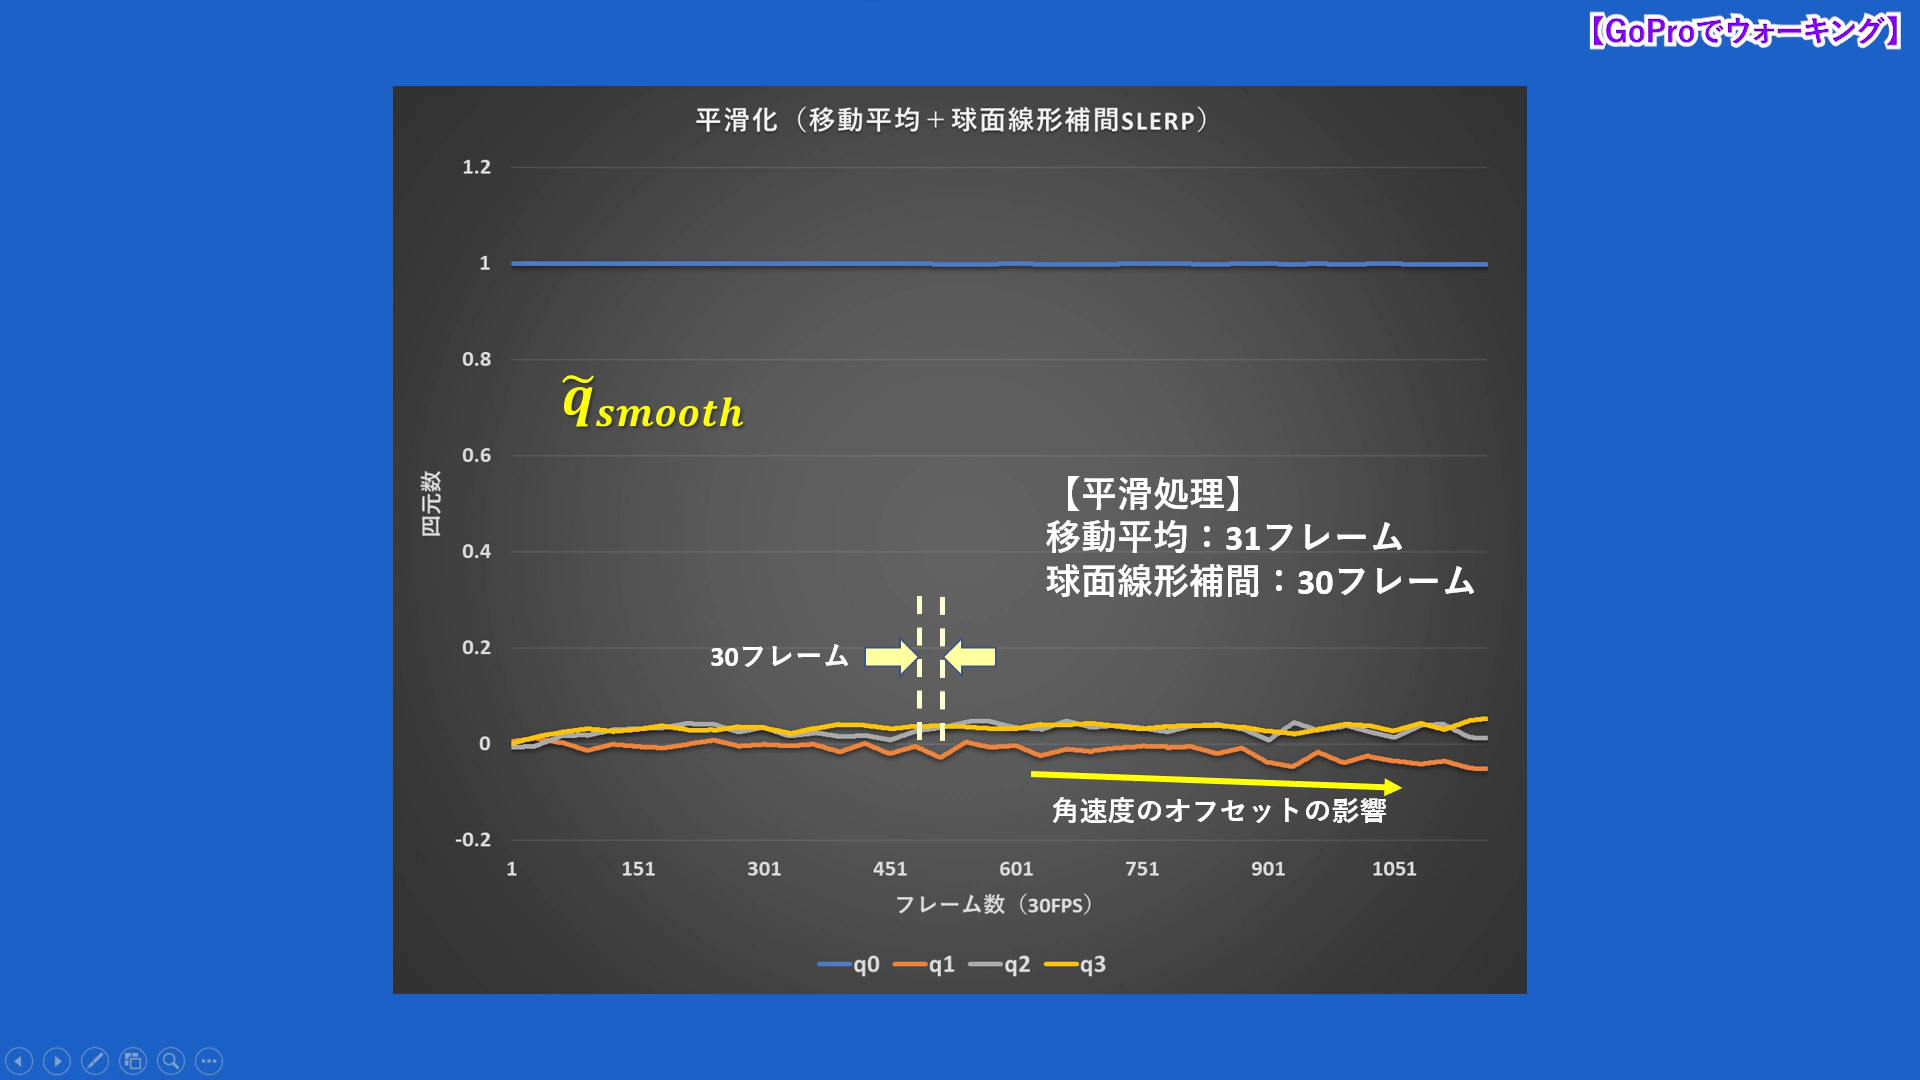 【GoProでウォーキング】
平滑化（移動平均＋球面線形補間SLERP）
1.2
1
0.8
0.6
0.4
0.2
0
-0.2
四元数
q̃smooth
【平滑処理】
移動平均：31フレーム
球面線形補間：30フレーム
30フレーム
角速度のオフセットの影響
1 151 301 451 601 751 901 1051
フレーム数（30FPS）
q0 q1 q2 q3